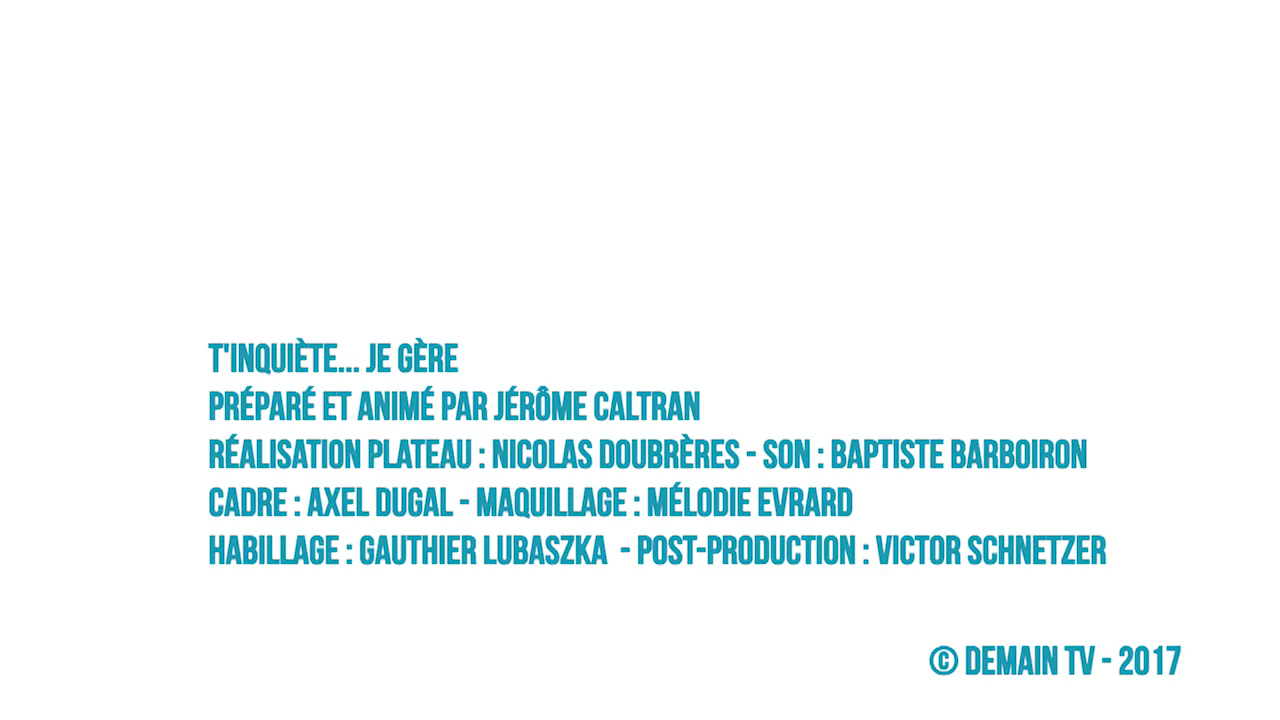 T'INQUIÈTE... JE GÈRE
PRÉPARÉ ET ANIMÉ PAR JÉRÔME CALTRAN
RÉALISATION PLATEAU : NICOLAS DOUBRÈRES - SON : BAPTISTE BARBOIRON
CADRE : AXEL DUGAL - MAQUILLAGE : MÉLODIE EVRARD
HABILLAGE : GAUTHIER LUBASZKA - POST-PRODUCTION : VICTOR SCHNETZER
© DEMAIN TV - 2017